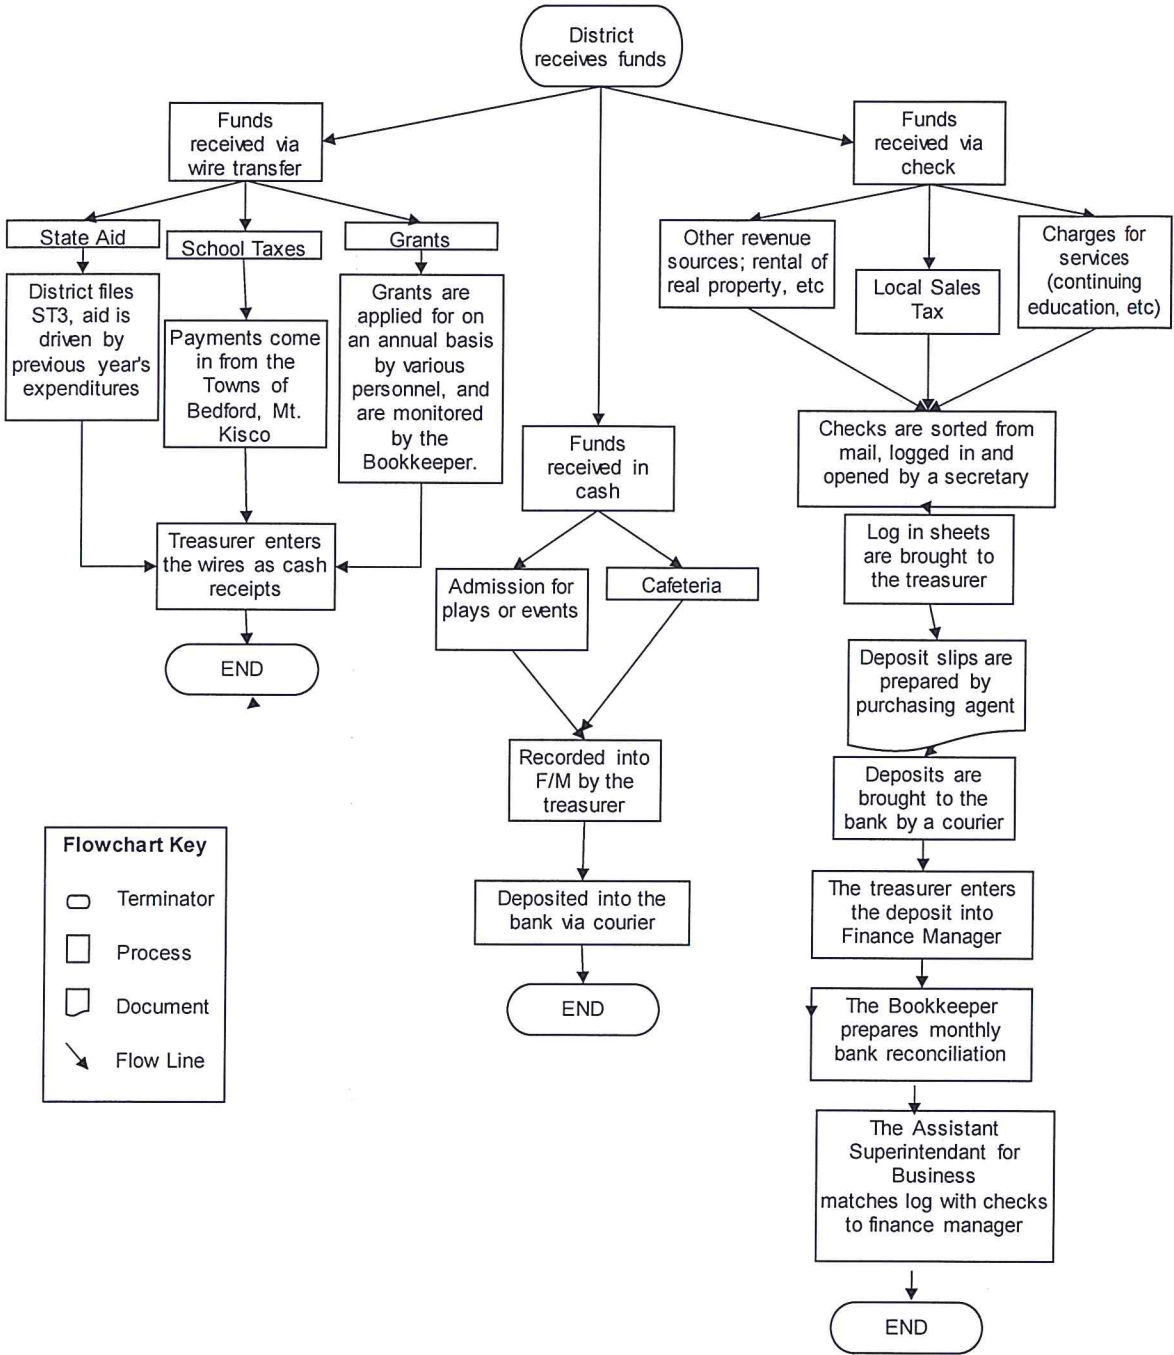 District
receives funds
Funds
received via
wire transfer
State Aid
District files
ST3, aid is
driven by
previous year's
expenditures
School Taxes
Payments come
in from the
Towns of
Bedford, Mt.
Kisco
Grants
Grants are
applied for on
an annual basis
by various
personnel, and
are monitored
by the
Bookkeeper.
Treasurer enters
the wires as cash
receipts
END
Funds
received in
cash
Admission for
plays or events
Cafeteria
Recorded into
F/M by the
treasurer
Deposited into the
bank via courier
END
Funds
received via
check
Other revenue
sources; rental of
real property, etc
Local Sales
Tax
Charges for
services
(continuing
education, etc)
Checks are sorted from
mail, logged in and
opened by a secretary
Log in sheets
are brought to
the treasurer
Deposit slips are
prepared by
purchasing agent
Deposits are
brought to the
bank by a courier
The treasurer enters
the deposit into
Finance Manager
The Bookkeeper
prepares monthly
bank reconciliation
The Assistant
Superintendant for
Business
matches log with checks
to finance manager
END
Flowchart Key
Terminator
Process
Document
Flow Line